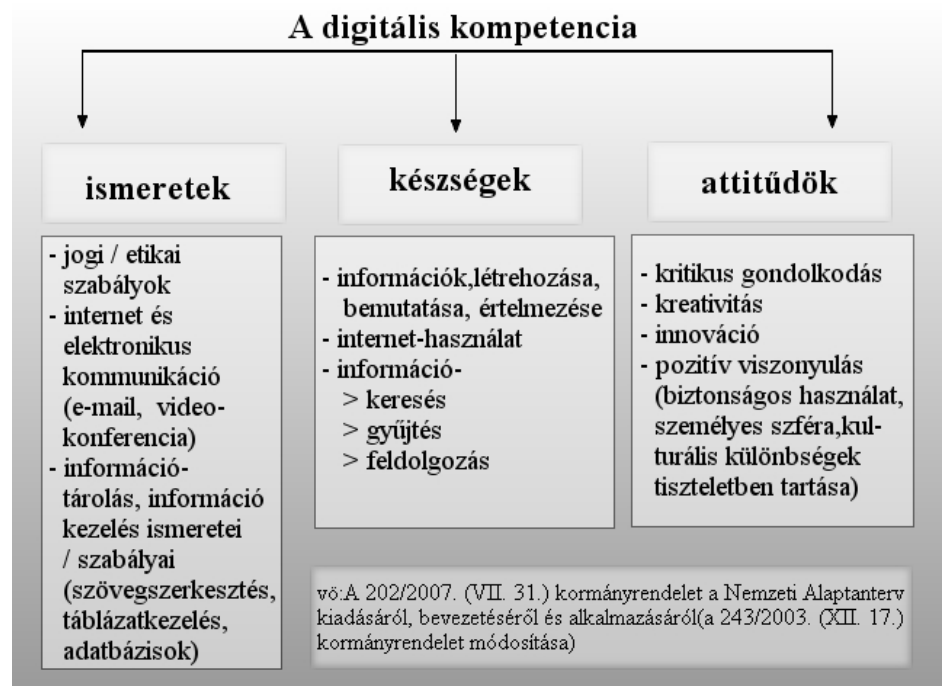 A digitális kompetencia
ismeretek
- jogi / etikai
szabályok
- internet és
elektronikus
kommunikáció
(e-mail, video-
konferencia)
- információ-
tárolás, információ
kezelés ismeretei
/ szabályai
(szövegszerkesztés,
táblázatkezelés,
adatbázisok)
készségek
- információk,létrehozása,
bemutatása, értelmezése
- internet-használat
- információ-
> keresés
> gyűjtés
> feldolgozás
attitűdök
- kritikus gondolkodás
- kreativitás
- innováció
- pozitív viszonyulás
(biztonságos használat,
személyes szféra,kul-
turális különbségek
tiszteletben tartása)
vö:A 202/2007. (VII. 31.) kormányrendelet a Nemzeti Alaptanterv
kiadásáról, bevezetéséről és alkalmazásáról(a 243/2003. (XII. 17.)
kormányrendelet módosítása)